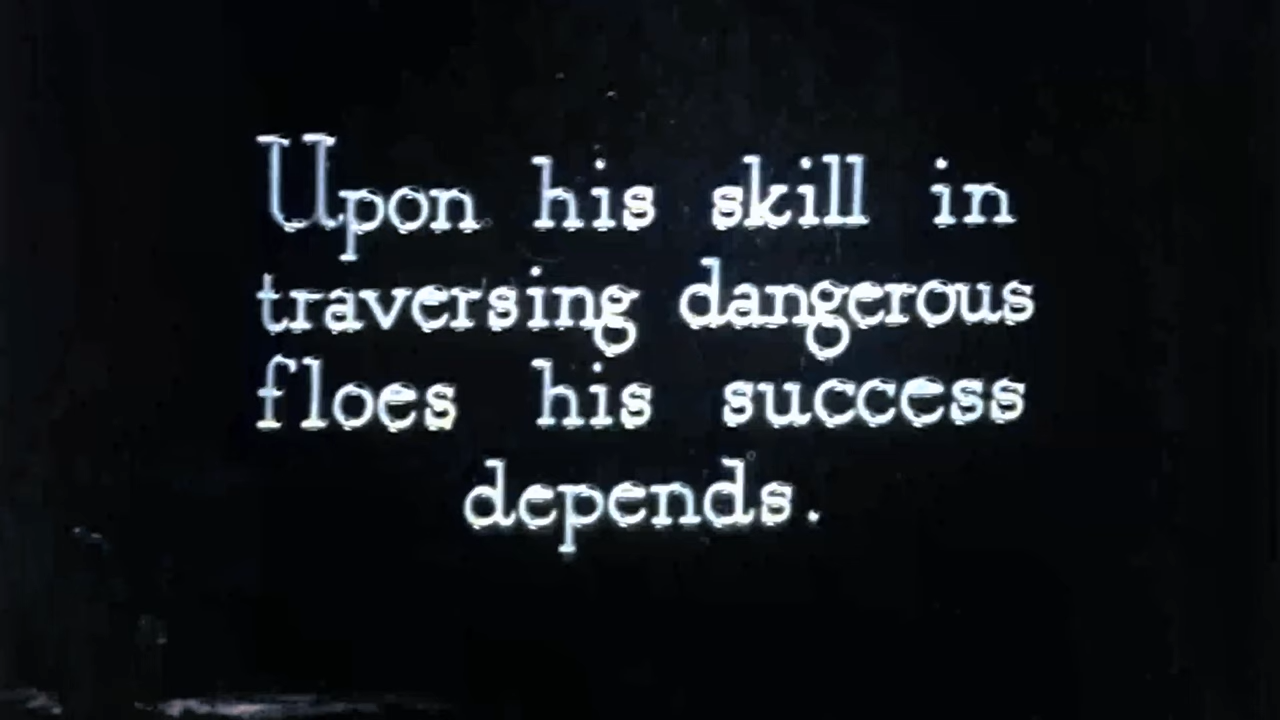 Upon his skill in
traversing dangerous
floes his success
depends.